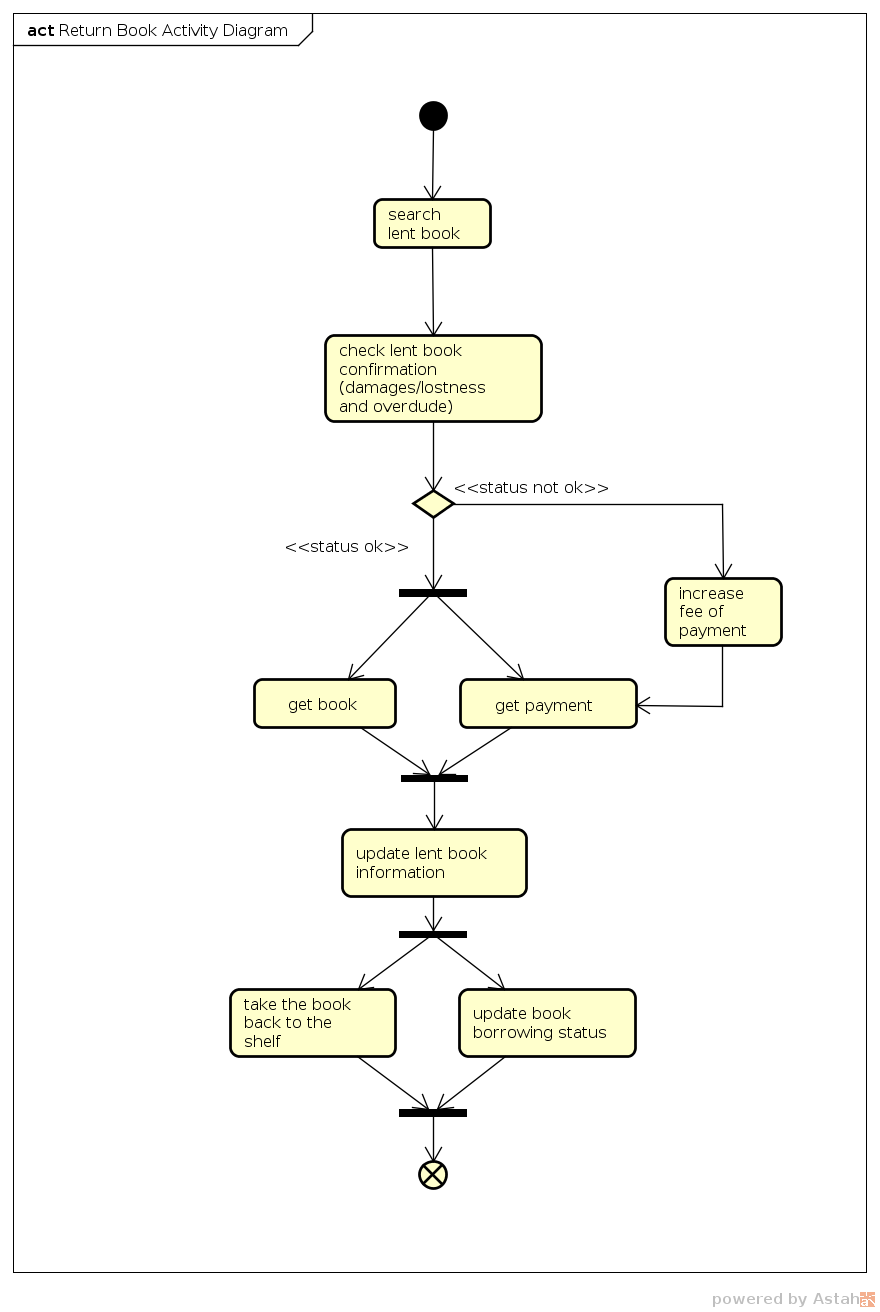 act Return Book Activity Diagram
search
lent book
check lent book
confirmation
(damages/lostness
and overdude)
<<status not ok>>
<<status ok>>
increase
fee of
payment
get book
get payment
update lent book
information
take the book
back to the
shelf
update book
borrowing status
powered by Astah